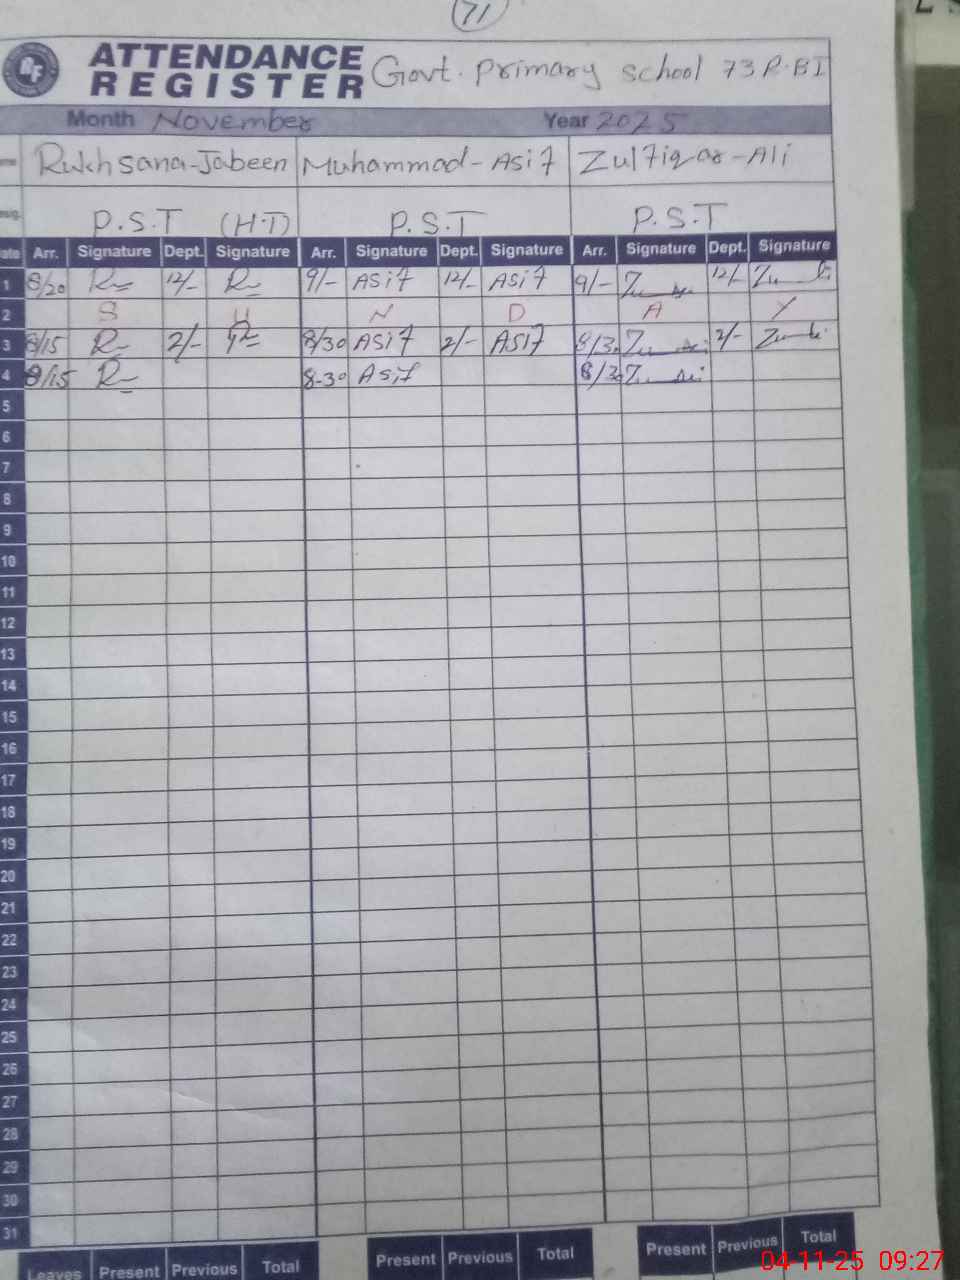 71
ATTENDANCE
REGISTER Govt. Primary school 73 R.BI
Month November Year 2025
Rukhsana-Jabeen Muhammad-Asif Zulfiqar-Ali
P.S.T (H-T) P.S.T P.S.T
Arr. Signature Dept. Signature Arr. Signature Dept. Signature Arr. Signature Dept. Signature
1 8/20 12/- 9/- Asif 12/- Asif 9/- 12/-
2 S U N D A Y
3 8/15 2/- 8/30 Asif 2/- Asif 8/30 2/-
4 8/15 8-30 Asif 8/30
5
6
7
8
9
10
11
12
13
14
15
16
17
18
19
20
21
22
23
24
25
26
27
28
29
30
31
Leaves Present Previous Total Present Previous Total Present Previous Total
04-11-25 09:27